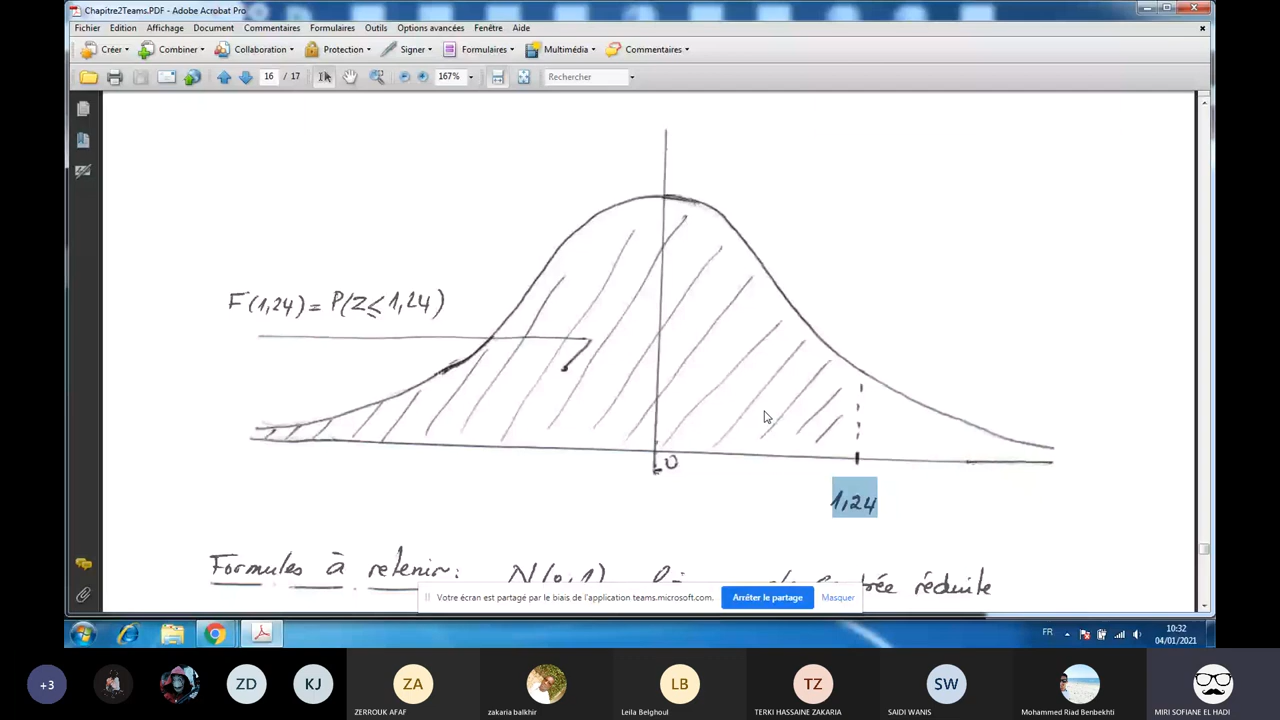 Chapitre2Teams.PDF - Adobe Acrobat Pro
Fichier Edition Affichage Document Commentaires Formulaires Outils Options avancées Fenêtre Aide
Créer Combiner Collaboration Protection Signer Formulaires Multimédia Commentaires
16 / 17 167% Rechercher
F(1,24) = P(Z ≤ 1,24)
0
1,24
Formules à retenir: N(0,1) réduite
Votre écran est partagé par le biais de l'application teams.microsoft.com. Arrêter le partage Masquer
FR 10:32
04/01/2021
+3 ZD KJ ZA LB TZ SW
ZERROUK AFAF zakaria balkhir Leila Belghoul TERKI HASSAINE ZAKARIA SAIDI WANIS Mohammed Riad Benbekhti MIRI SOFIANE EL HADI